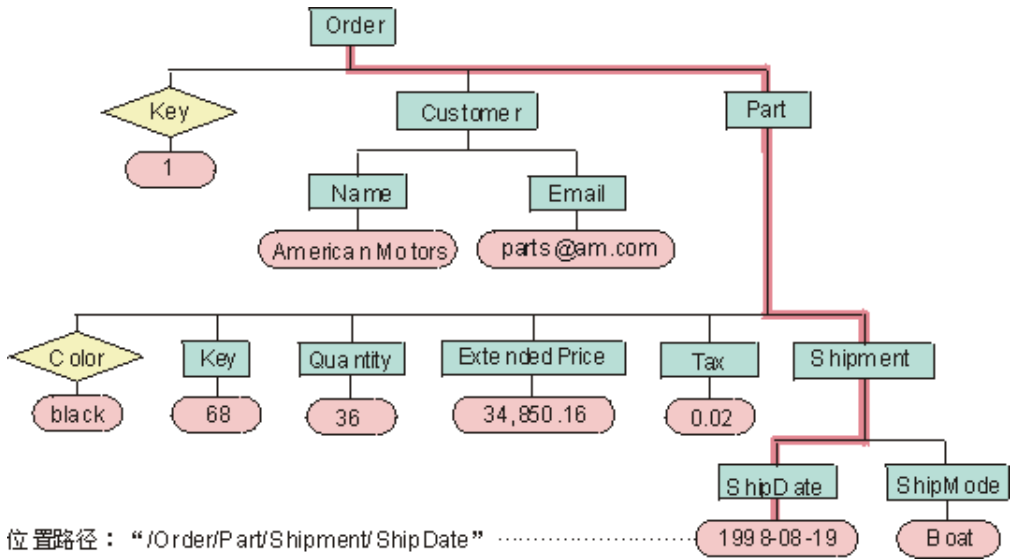 Order
Key
Customer
Part
1
Name
Email
American Motors
parts@am.com
Color
Key
Quantity
Extended Price
Tax
Shipment
black
68
36
34,850.16
0.02
ShipDate
ShipMode
位置路径：“/Order/Part/Shipment/ShipDate”
1998-08-19
Boat